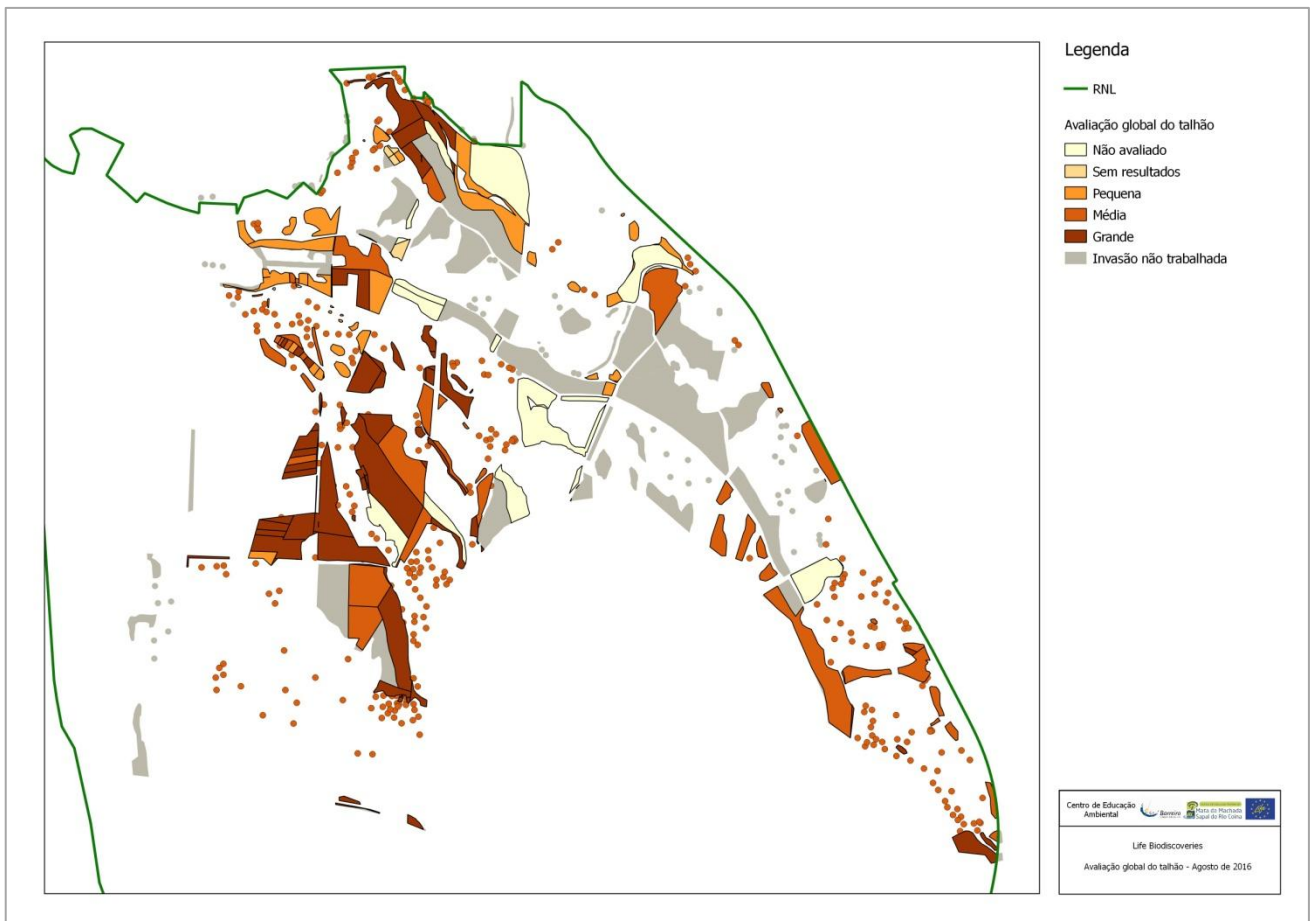 Legenda
RNL
Avaliação global do talhão
Não avaliado
Sem resultados
Pequena
Média
Grande
Invasão não trabalhada
Centro de Educação
Ambiental
Barreiro
Mata da Machada
Sapal do Rio Coina
Life Biodiscoveries
Avaliação global do talhão - Agosto de 2016